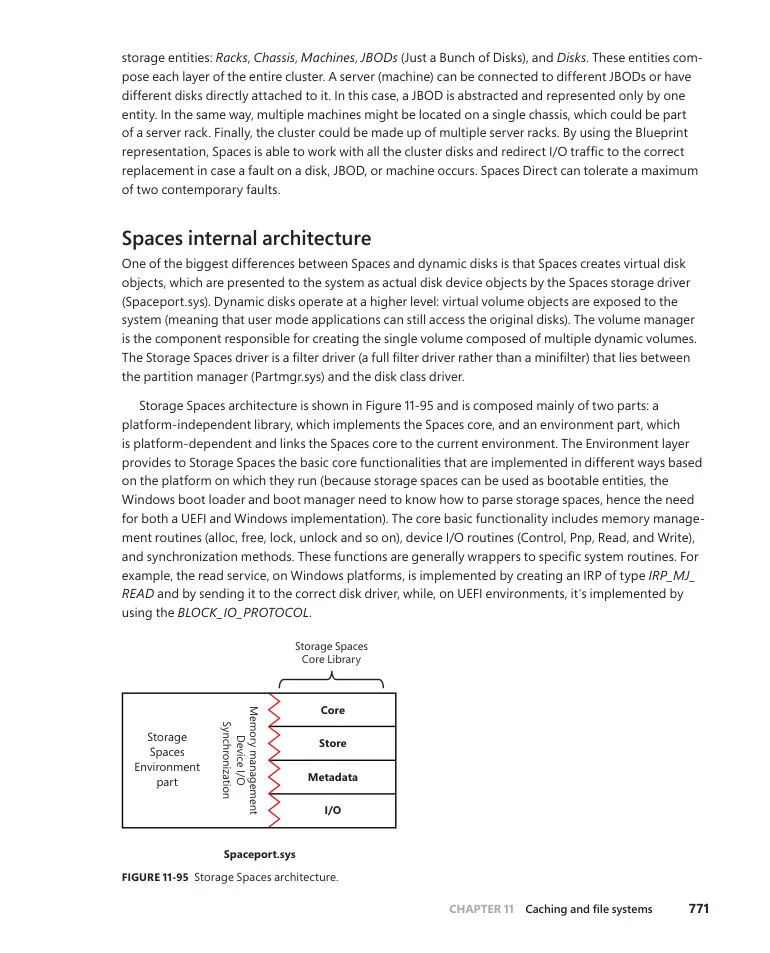 storage entities: Racks, Chassis, Machines, JBODs (Just a Bunch of Disks), and Disks. These entities com-
pose each layer of the entire cluster. A server (machine) can be connected to different JBODs or have
different disks directly attached to it. In this case, a JBOD is abstracted and represented only by one
entity. In the same way, multiple machines might be located on a single chassis, which could be part
of a server rack. Finally, the cluster could be made up of multiple server racks. By using the Blueprint
representation, Spaces is able to work with all the cluster disks and redirect I/O traffic to the correct
replacement in case a fault on a disk, JBOD, or machine occurs. Spaces Direct can tolerate a maximum
of two contemporary faults.
Spaces internal architecture
One of the biggest differences between Spaces and dynamic disks is that Spaces creates virtual disk
objects, which are presented to the system as actual disk device objects by the Spaces storage driver
(Spaceport.sys). Dynamic disks operate at a higher level: virtual volume objects are exposed to the
system (meaning that user mode applications can still access the original disks). The volume manager
is the component responsible for creating the single volume composed of multiple dynamic volumes.
The Storage Spaces driver is a filter driver (a full filter driver rather than a minifilter) that lies between
the partition manager (Partmgr.sys) and the disk class driver.
Storage Spaces architecture is shown in Figure 11-95 and is composed mainly of two parts: a
platform-independent library, which implements the Spaces core, and an environment part, which
is platform-dependent and links the Spaces core to the current environment. The Environment layer
provides to Storage Spaces the basic core functionalities that are implemented in different ways based
on the platform on which they run (because storage spaces can be used as bootable entities, the
Windows boot loader and boot manager need to know how to parse storage spaces, hence the need
for both a UEFI and Windows implementation). The core basic functionality includes memory manage-
ment routines (alloc, free, lock, unlock and so on), device I/O routines (Control, Pnp, Read, and Write),
and synchronization methods. These functions are generally wrappers to specific system routines. For
example, the read service, on Windows platforms, is implemented by creating an IRP of type IRP_MJ_
READ and by sending it to the correct disk driver, while, on UEFI environments, it's implemented by
using the BLOCK_IO_PROTOCOL.
Storage Spaces
Core Library
Storage
Spaces
Environment
part
Memory management
Device I/O
Synchronization
Core
Store
Metadata
I/O
Spaceport.sys
FIGURE 11-95 Storage Spaces architecture.
CHAPTER 11 Caching and file systems 771